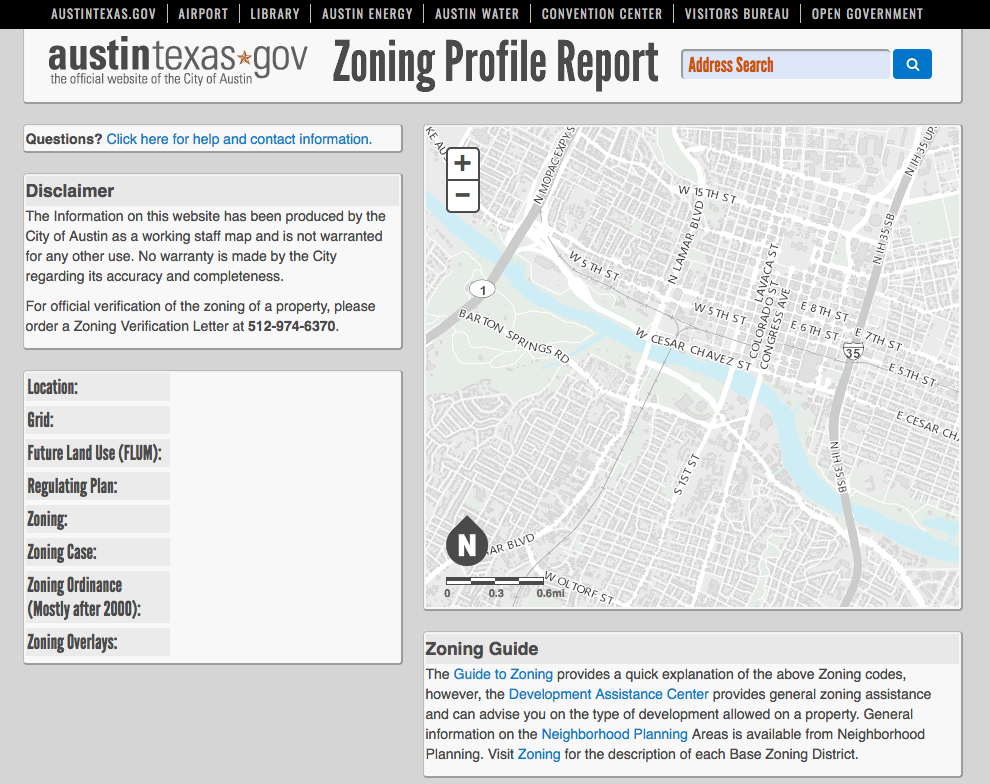 AUSTINTEXAS.GOV AIRPORT LIBRARY AUSTIN ENERGY AUSTIN WATER CONVENTION CENTER VISITORS BUREAU OPEN GOVERNMENT
austintexas gov
the official website of the City of Austin
Zoning Profile Report
Address Search
Questions? Click here for help and contact information.
Disclaimer
The Information on this website has been produced by the
City of Austin as a working staff map and is not warranted
for any other use. No warranty is made by the City
regarding its accuracy and completeness.
For official verification of the zoning of a property, please
order a Zoning Verification Letter at 512-974-6370.
Location:
Grid:
Future Land Use (FLUM):
Regulating Plan:
Zoning:
Zoning Case:
Zoning Ordinance
(Mostly after 2000):
Zoning Overlays:
+
−
KE AUS
N MOPAC EXPY S
N IH 35 UP
W 15TH ST
N LAMAR BLVD
N IH 35 SB
W 5TH ST
LAVACA ST
COLORADO ST
CONGRESS AVE
1
W 5TH ST
E 8TH ST
E 6TH ST
E 7TH ST
BARTON SPRINGS RD
W CESAR CHAVEZ ST
35
E 5TH ST
E CESAR CHA
N IH 35 SB
S 1ST ST
N
AR BLVD
W OLTORF ST
0 0.3 0.6mi
Zoning Guide
The Guide to Zoning provides a quick explanation of the above Zoning codes,
however, the Development Assistance Center provides general zoning assistance
and can advise you on the type of development allowed on a property. General
information on the Neighborhood Planning Areas is available from Neighborhood
Planning. Visit Zoning for the description of each Base Zoning District.